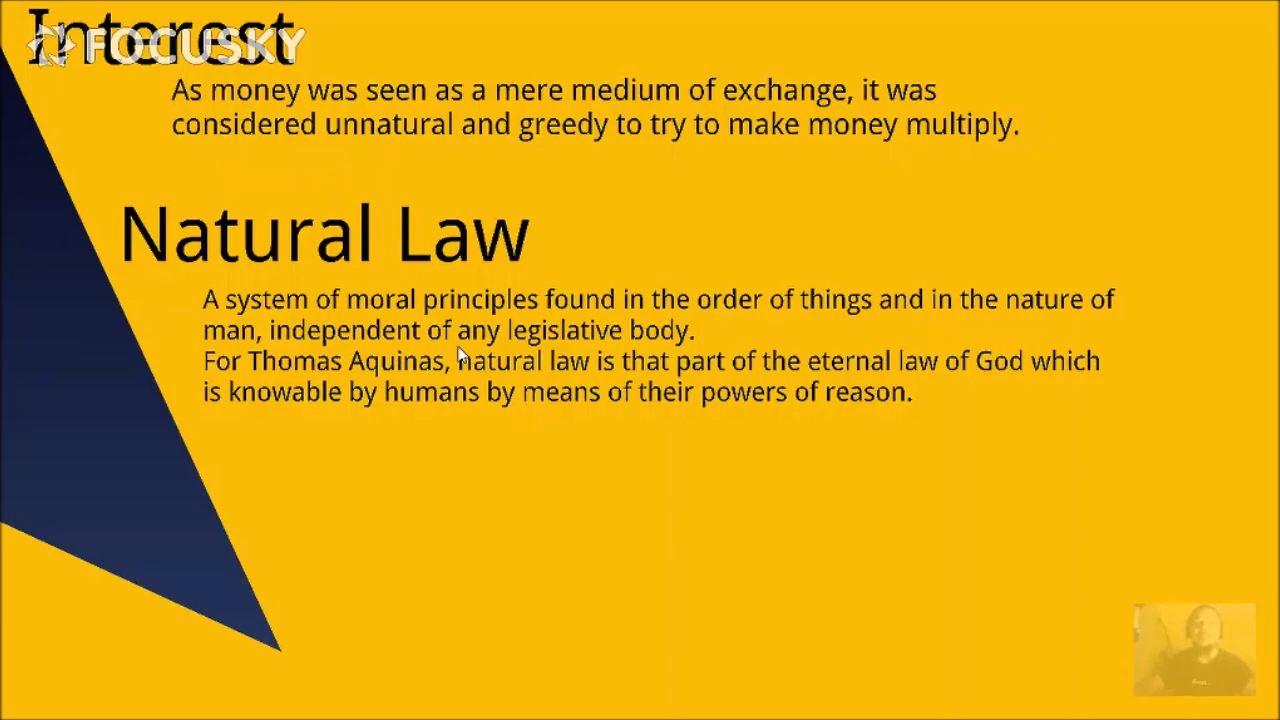 Interest
FOCUSKY
As money was seen as a mere medium of exchange, it was
considered unnatural and greedy to try to make money multiply.
Natural Law
A system of moral principles found in the order of things and in the nature of
man, independent of any legislative body.
For Thomas Aquinas, natural law is that part of the eternal law of God which
is knowable by humans by means of their powers of reason.